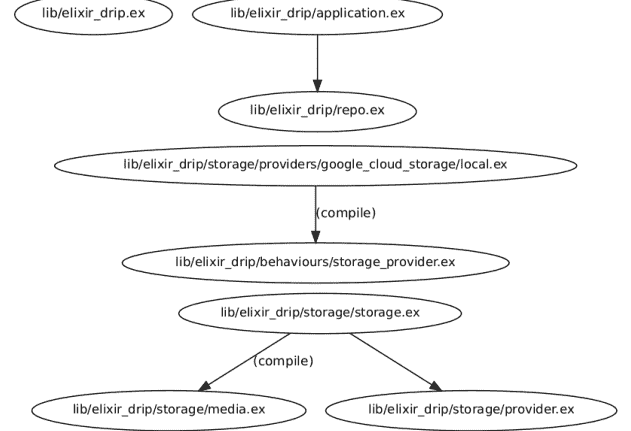 lib/elixir_drip.ex
lib/elixir_drip/application.ex
lib/elixir_drip/repo.ex
lib/elixir_drip/storage/providers/google_cloud_storage/local.ex
(compile)
lib/elixir_drip/behaviours/storage_provider.ex
lib/elixir_drip/storage/storage.ex
(compile)
lib/elixir_drip/storage/media.ex
lib/elixir_drip/storage/provider.ex